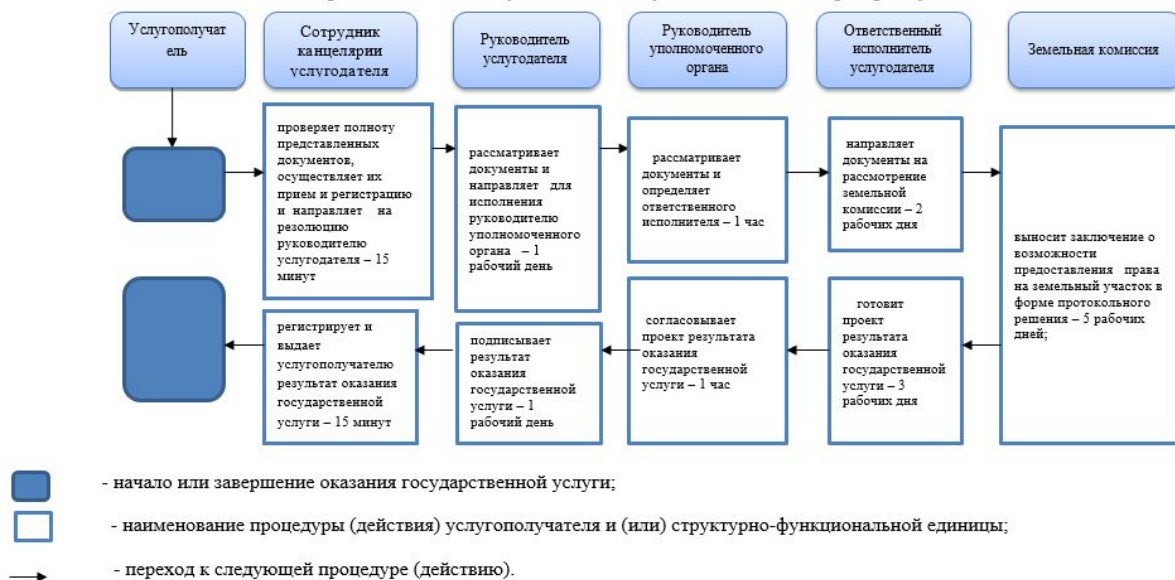 Услугополучат
ель
Сотрудник
канцелярии
услугодателя
Руководитель
услугодателя
Руководитель
уполномоченного
органа
Ответственный
исполнитель
услугодателя
Земельная комиссия
проверяет полноту
представленных
документов,
осуществляет их
прием и регистрацию
и направляет на
резолюцию
руководителю
услугодателя – 15
минут
рассматривает
документы и
направляет для
исполнения
руководителю
уполномоченного
органа – 1
рабочий день
рассматривает
документы и
определяет
ответственного
исполнителя – 1 час
направляет
документы на
рассмотрение
земельной
комиссии – 2
рабочих дня
выносит заключение о
возможности
предоставления права
на земельный участок в
форме протокольного
решения – 5 рабочих
дней;
регистрирует и
выдает
услугополучателю
результат оказания
государственной
услуги – 15 минут
подписывает
результат
оказания
государственной
услуги – 1
рабочий день
согласовывает
проект результата
оказания
государственной
услуги – 1 час
готовит
проект
результата
оказания
государственной
услуги – 3
рабочих дня
- начало или завершение оказания государственной услуги;
- наименование процедуры (действия) услугополучателя и (или) структурно-функциональной единицы;
- переход к следующей процедуре (действию).